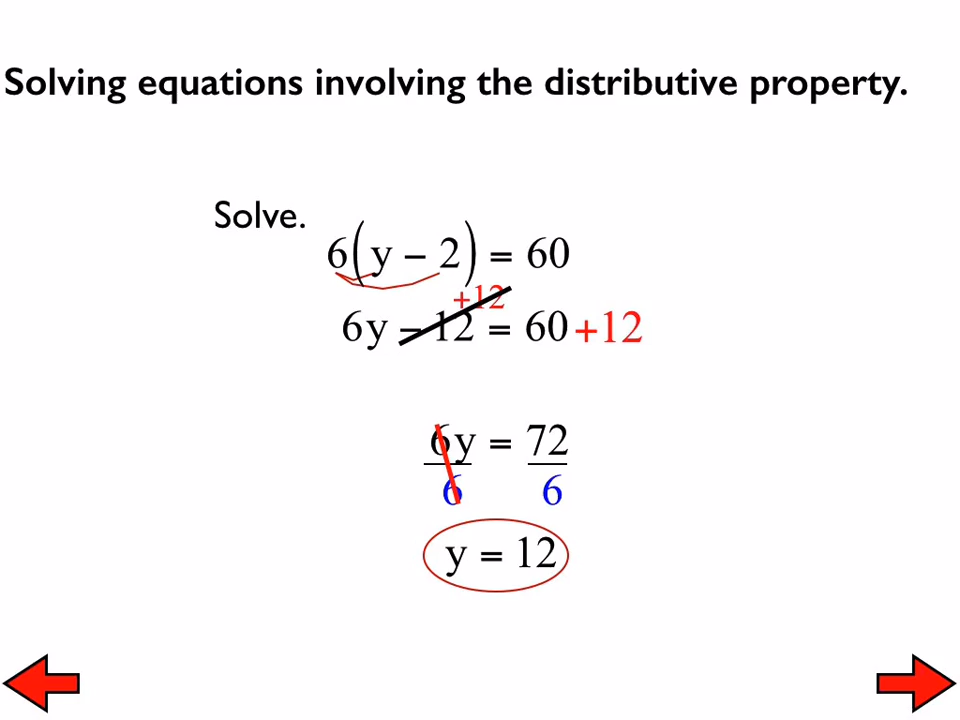 Solving equations involving the distributive property.
Solve.
6(y − 2) = 60
+12
6y − 12 = 60 +12
6y = 72
6 6
y = 12